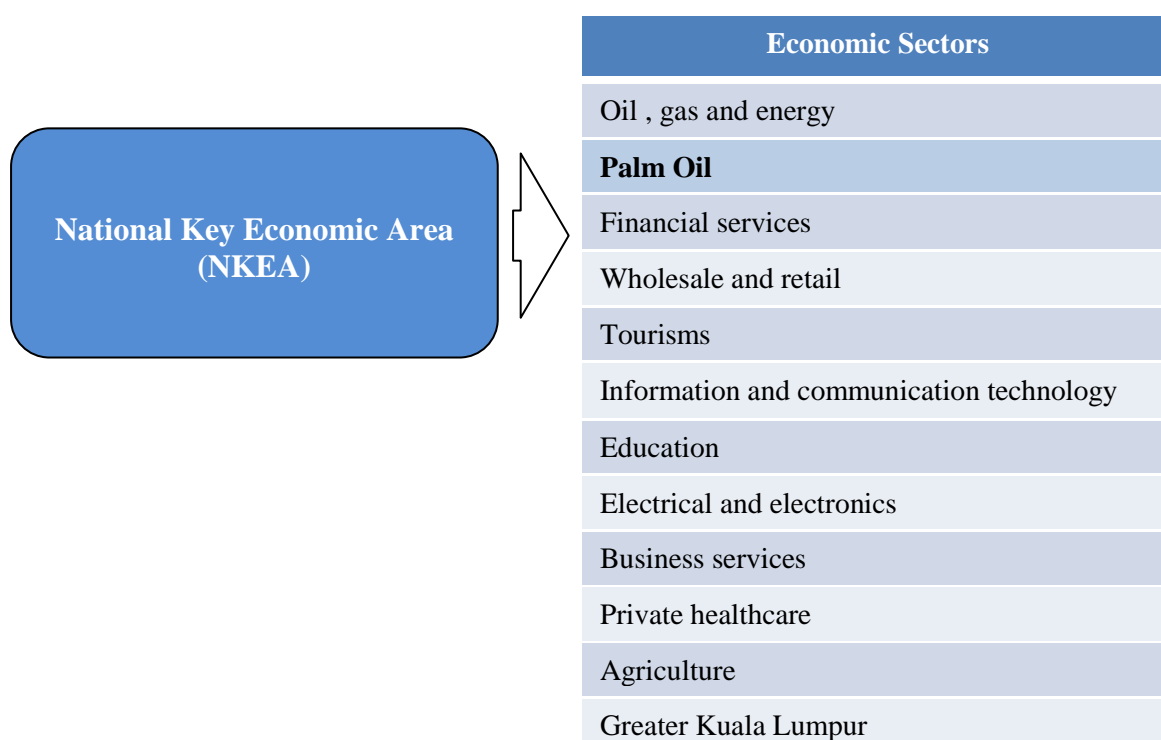 Economic Sectors
Oil , gas and energy
Palm Oil
National Key Economic Area
(NKEA)
Financial services
Wholesale and retail
Tourisms
Information and communication technology
Education
Electrical and electronics
Business services
Private healthcare
Agriculture
Greater Kuala Lumpur